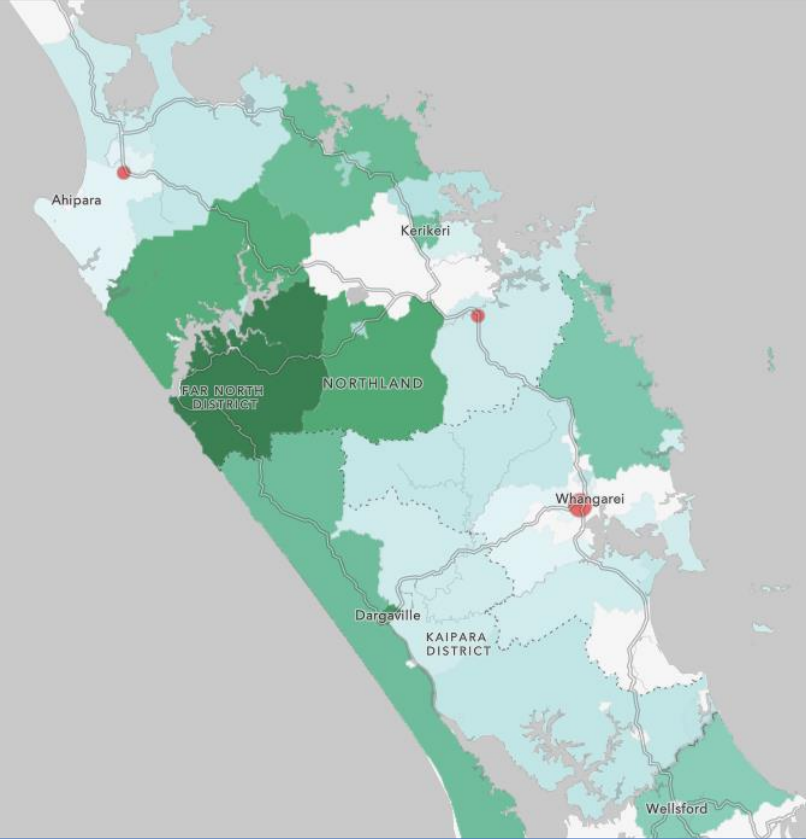 Ahipara
Kerikeri
NORTHLAND
FAR NORTH
DISTRICT
Whangarei
Dargaville
KAIPARA
DISTRICT
Wellsford